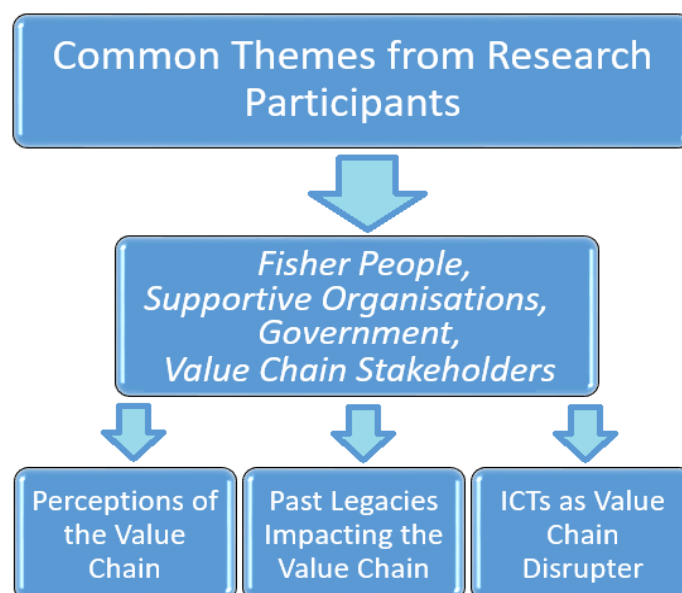 Common Themes from Research
Participants
Fisher People,
Supportive Organisations,
Government,
Value Chain Stakeholders
Perceptions of
the Value
Chain
Past Legacies
Impacting the
Value Chain
ICTs as Value
Chain
Disrupter